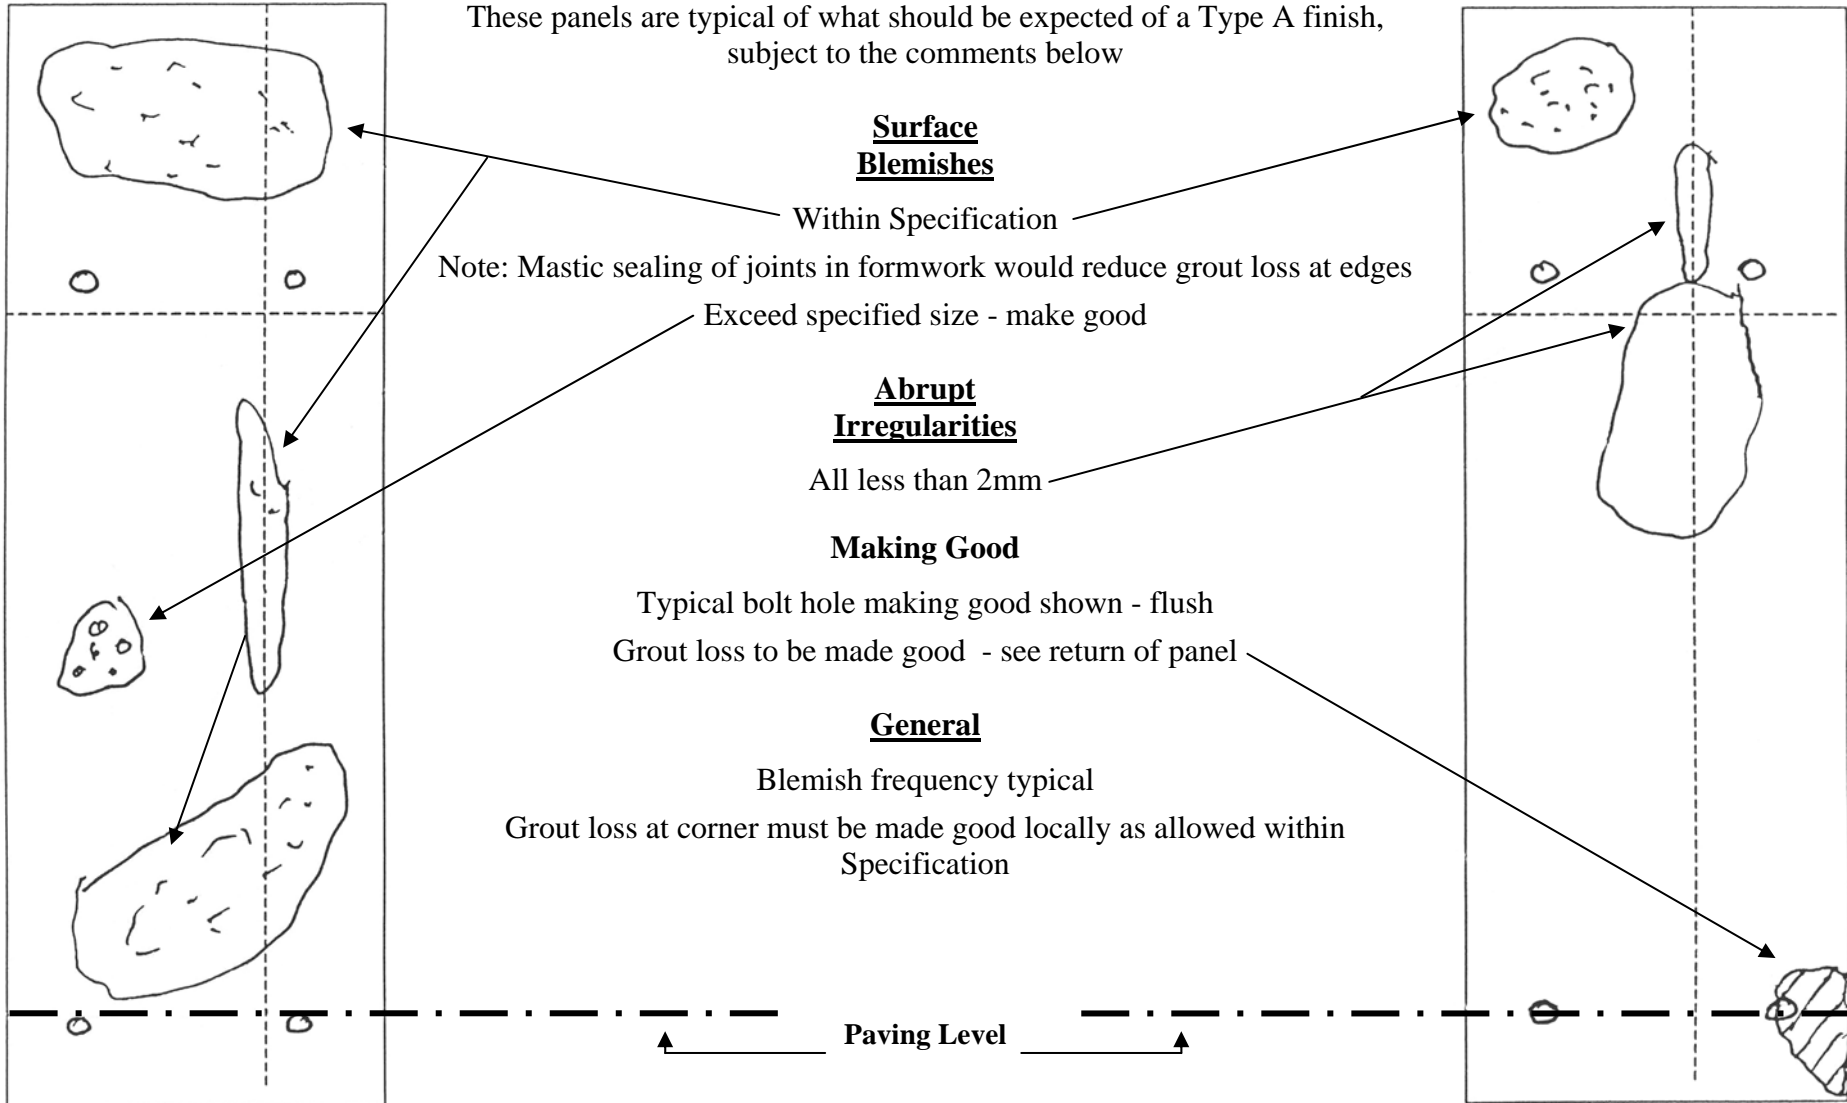 These panels are typical of what should be expected of a Type A finish,
subject to the comments below
Surface
Blemishes
Within Specification
Note: Mastic sealing of joints in formwork would reduce grout loss at edges
Exceed specified size - make good
Abrupt
Irregularities
All less than 2mm
Making Good
Typical bolt hole making good shown - flush
Grout loss to be made good - see return of panel
General
Blemish frequency typical
Grout loss at corner must be made good locally as allowed within
Specification
Paving Level